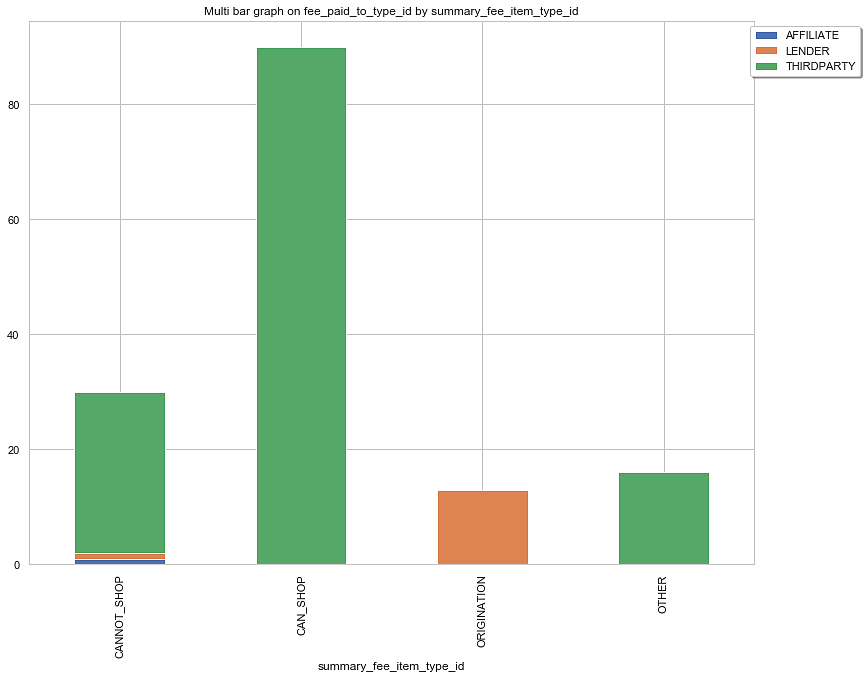 Multi bar graph on fee_paid_to_type_id by summary_fee_item_type_id
AFFILIATE
LENDER
THIRDPARTY
80
60
40
20
0
CANNOT_SHOP
CAN_SHOP
ORIGINATION
OTHER
summary_fee_item_type_id